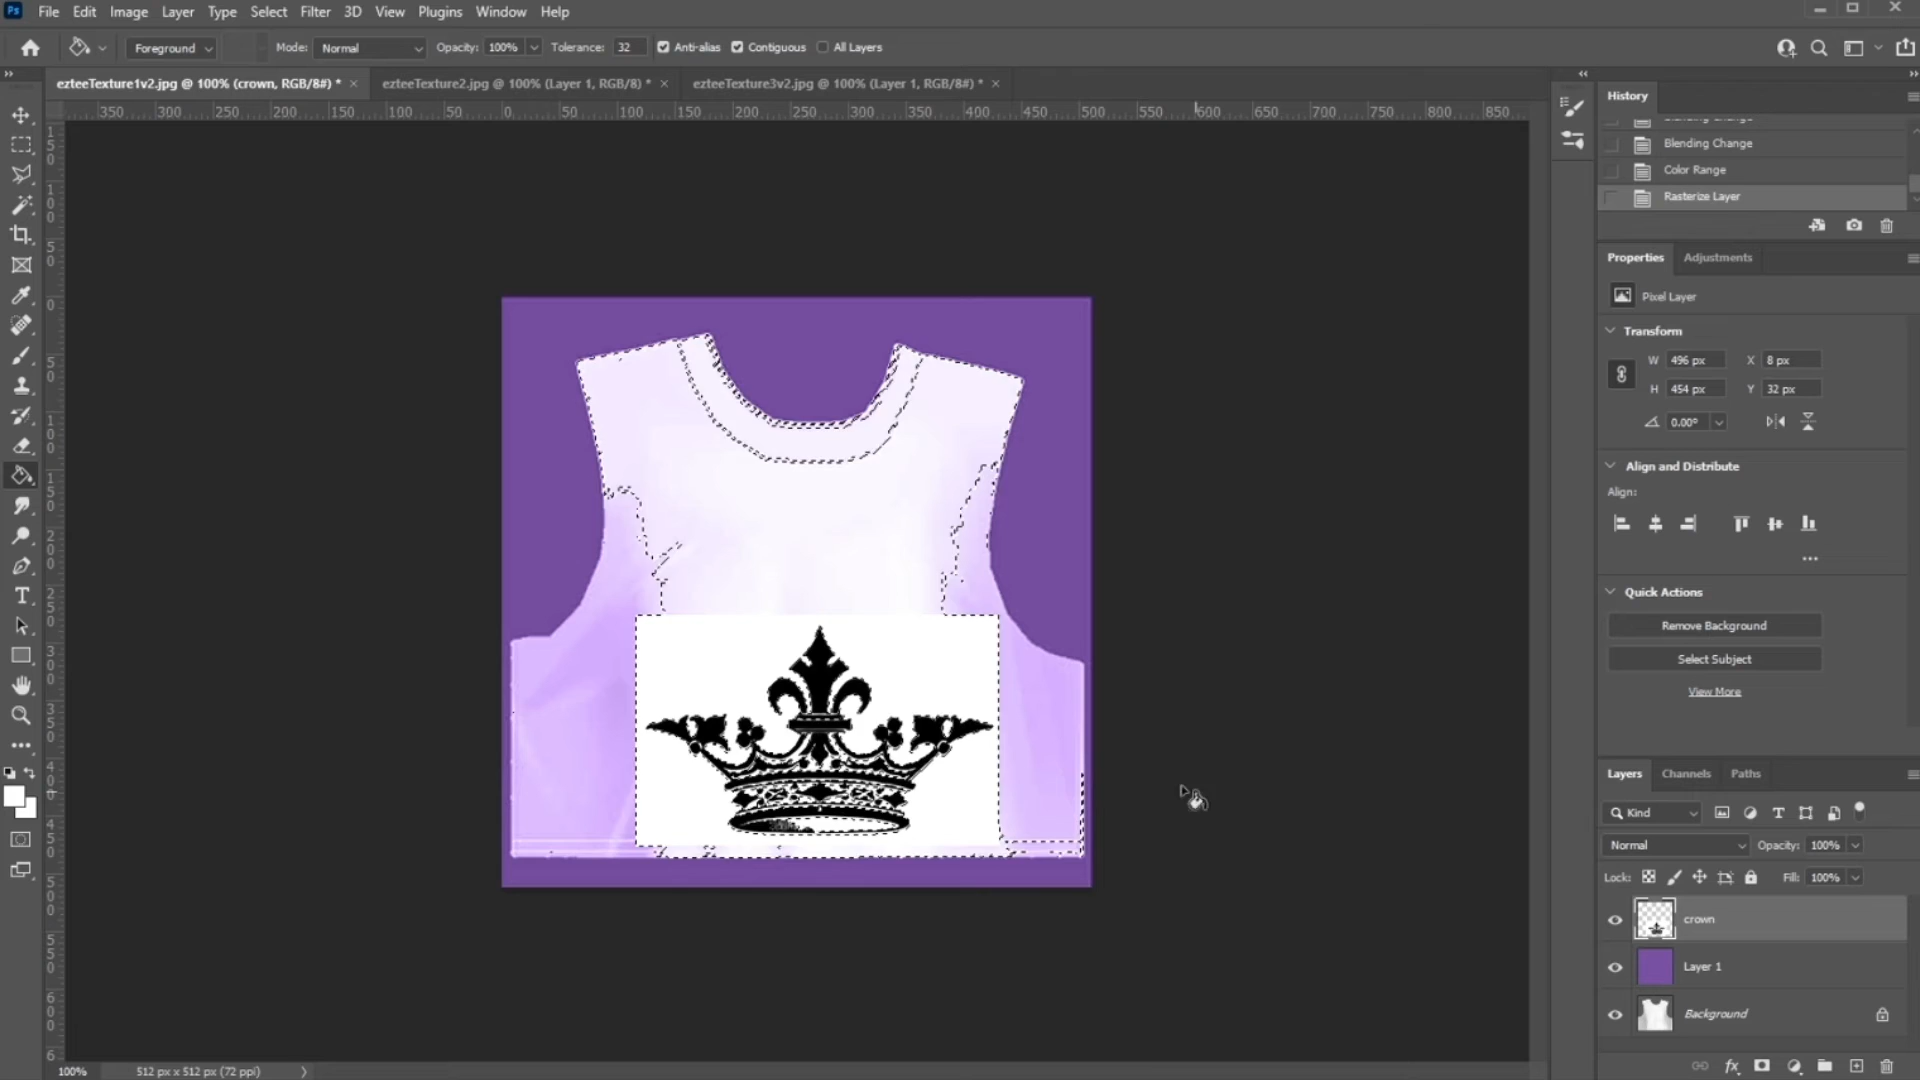 Ps File Edit Image Layer Type Select Filter 3D View Plugins Window Help
Foreground Mode: Normal Opacity: 100% Tolerance: 32 Anti-alias Contiguous All Layers
ezteeTexture1v2.jpg @ 100% (crown, RGB/8#) * × ezteeTexture2.jpg @ 100% (Layer 1, RGB/8) * × ezteeTexture3v2.jpg @ 100% (Layer 1, RGB/8#) * ×
350 300 250 200 150 100 50 0 50 100 150 200 250 300 350 400 450 500 550 600 650 700 750 800 850
History
Blending Change
Blending Change
Color Range
Rasterize Layer
Properties Adjustments
Pixel Layer
Transform
W 496 px X 8 px
H 454 px Y 32 px
0.00°
Align and Distribute
Align:
Quick Actions
Remove Background
Select Subject
View More
Layers Channels Paths
Kind
Normal Opacity: 100%
Lock: Fill: 100%
crown
Layer 1
Background
100% 512 px x 512 px (72 ppi)